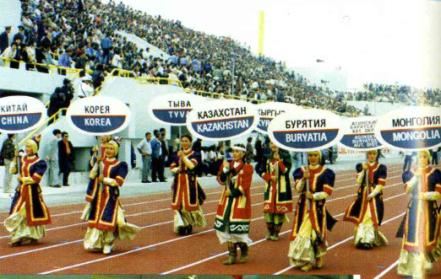 КИТАЙ
CHINA
КОРЕЯ
KOREA
ТЫВА
TYVA
КАЗАХСТАН
KAZAKHSTAN
БУРЯТИЯ
BURYATIA
МОНГОЛИЯ
MONGOLIA